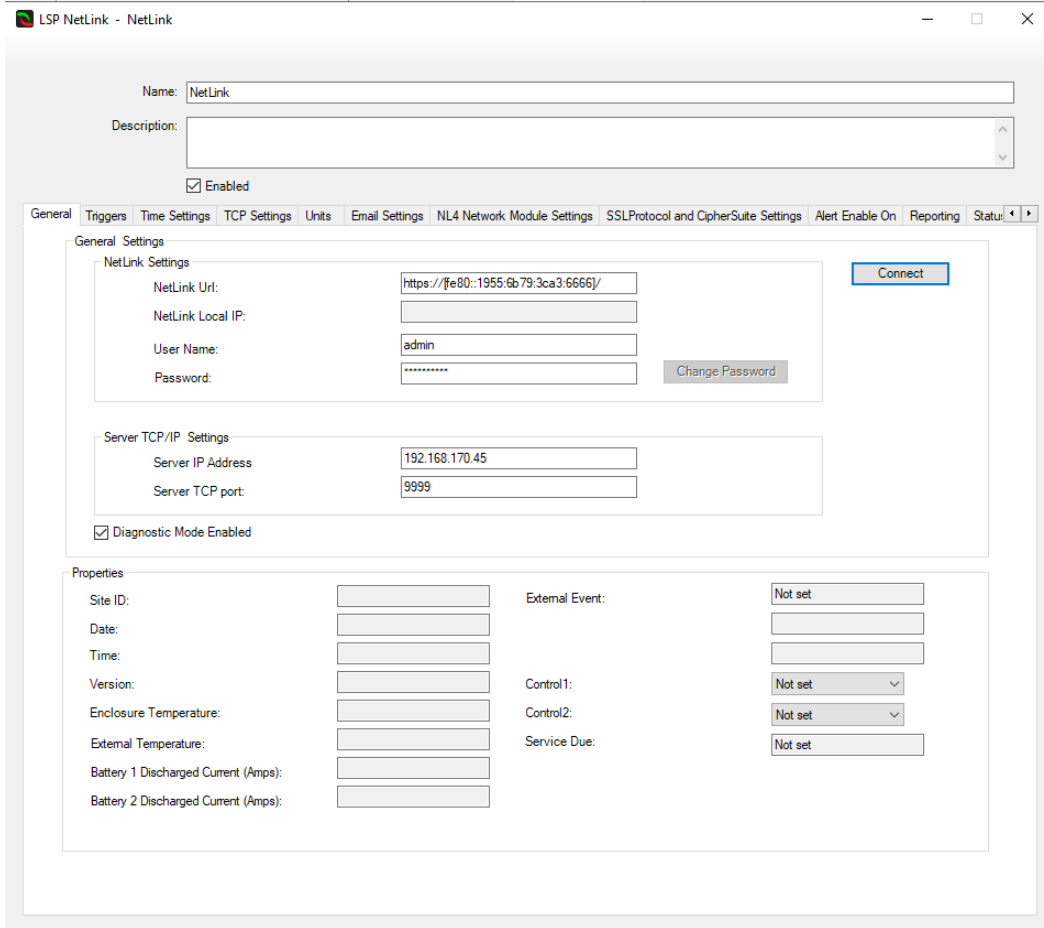 LSP NetLink - NetLink
Name: NetLink
Description:
Enabled
General Triggers Time Settings TCP Settings Units Email Settings NL4 Network Module Settings SSLProtocol and CipherSuite Settings Alert Enable On Reporting
General Settings
NetLink Settings
NetLink Url: https://[fe80::1955:6b79:3ca3:6666]/ Connect
NetLink Local IP:
User Name: admin
Password: ********** Change Password
Server TCP/IP Settings
Server IP Address 192.168.170.45
Server TCP port: 9999
Diagnostic Mode Enabled
Properties
Site ID: External Event: Not set
Date:
Time:
Version: Control1: Not set
Enclosure Temperature: Control2: Not set
External Temperature: Service Due: Not set
Battery 1 Discharged Current (Amps):
Battery 2 Discharged Current (Amps):